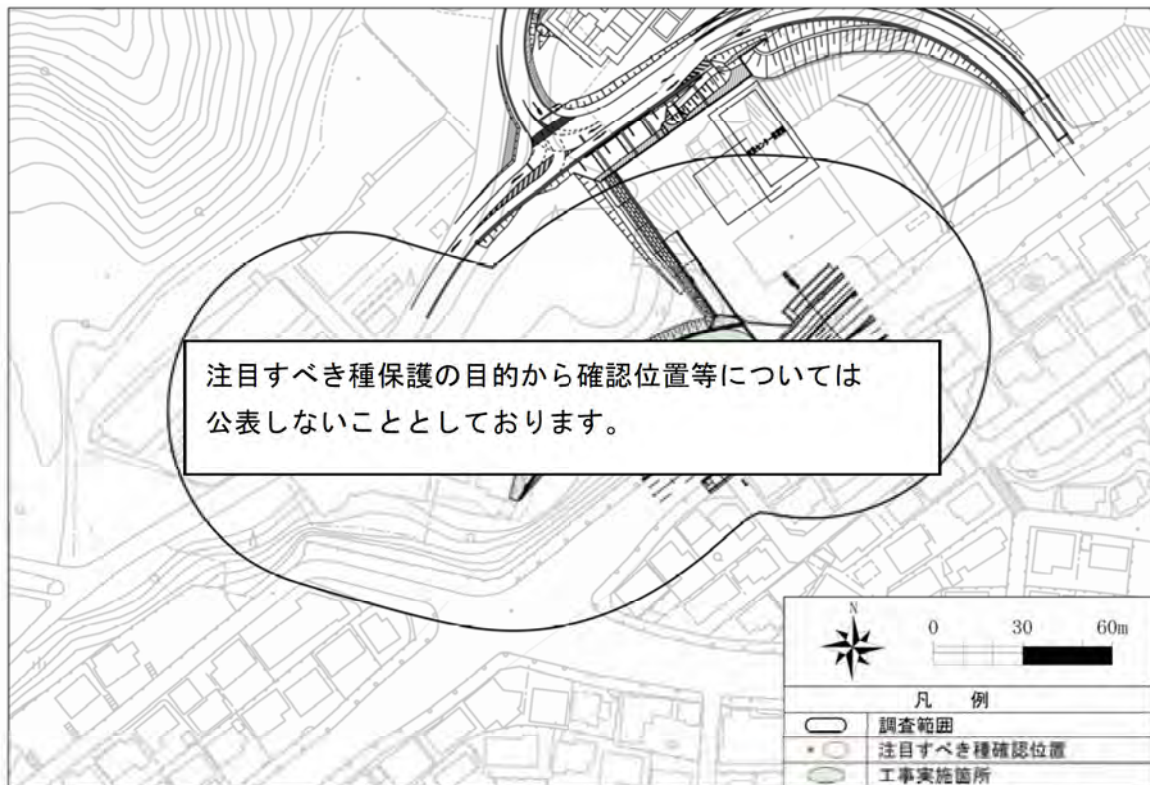 注目すべき種保護の目的から確認位置等については
公表しないこととしております。
N
0 30 60m
凡 例
調査範囲
注目すべき種確認位置
工事実施箇所